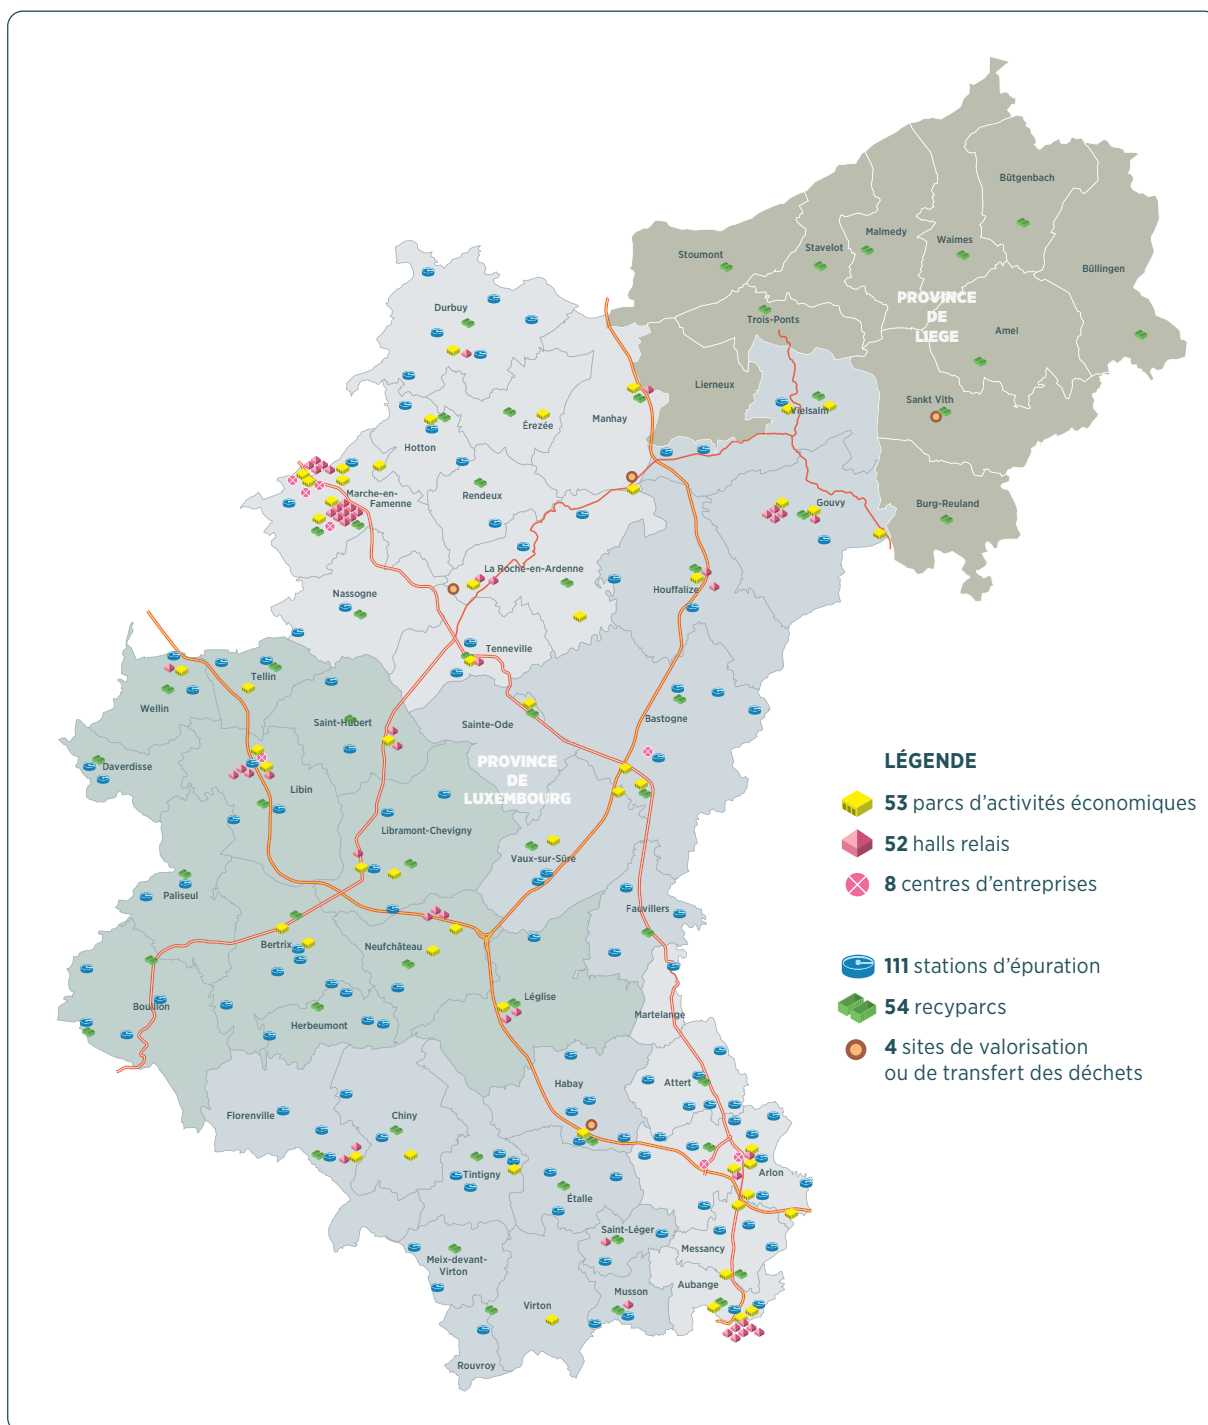 Bütgenbach
Malmedy
Waimes
Stavelot
Stoumont
Büllingen
PROVINCE
DE
LIEGE
Durbuy
Trois-Ponts
Amel
Lierneux
Sankt Vith
Vielsalm
Manhay
Érezée
Hotton
Marche-en-
Famenne
Rendeux
Gouvy
Burg-Reuland
La Roche-en-Ardenne
Houffalize
Nassogne
Tenneville
Tellin
Wellin
Saint-Hubert
Sainte-Ode
Bastogne
Daverdisse
Libin
PROVINCE
DE
LUXEMBOURG
Libramont-Chevigny
Vaux-sur-Sûre
Paliseul
Fauvillers
Bertrix
Neufchâteau
Bouillon
Herbeumont
Léglise
Martelange
Habay
Attert
Florenville
Chiny
Tintigny
Arlon
Étalle
Saint-Léger
Messancy
Meix-devant-
Virton
Aubange
Musson
Virton
Rouvroy
LÉGENDE
53 parcs d’activités économiques
52 halls relais
8 centres d’entreprises
111 stations d’épuration
54 recyparcs
4 sites de valorisation
ou de transfert des déchets